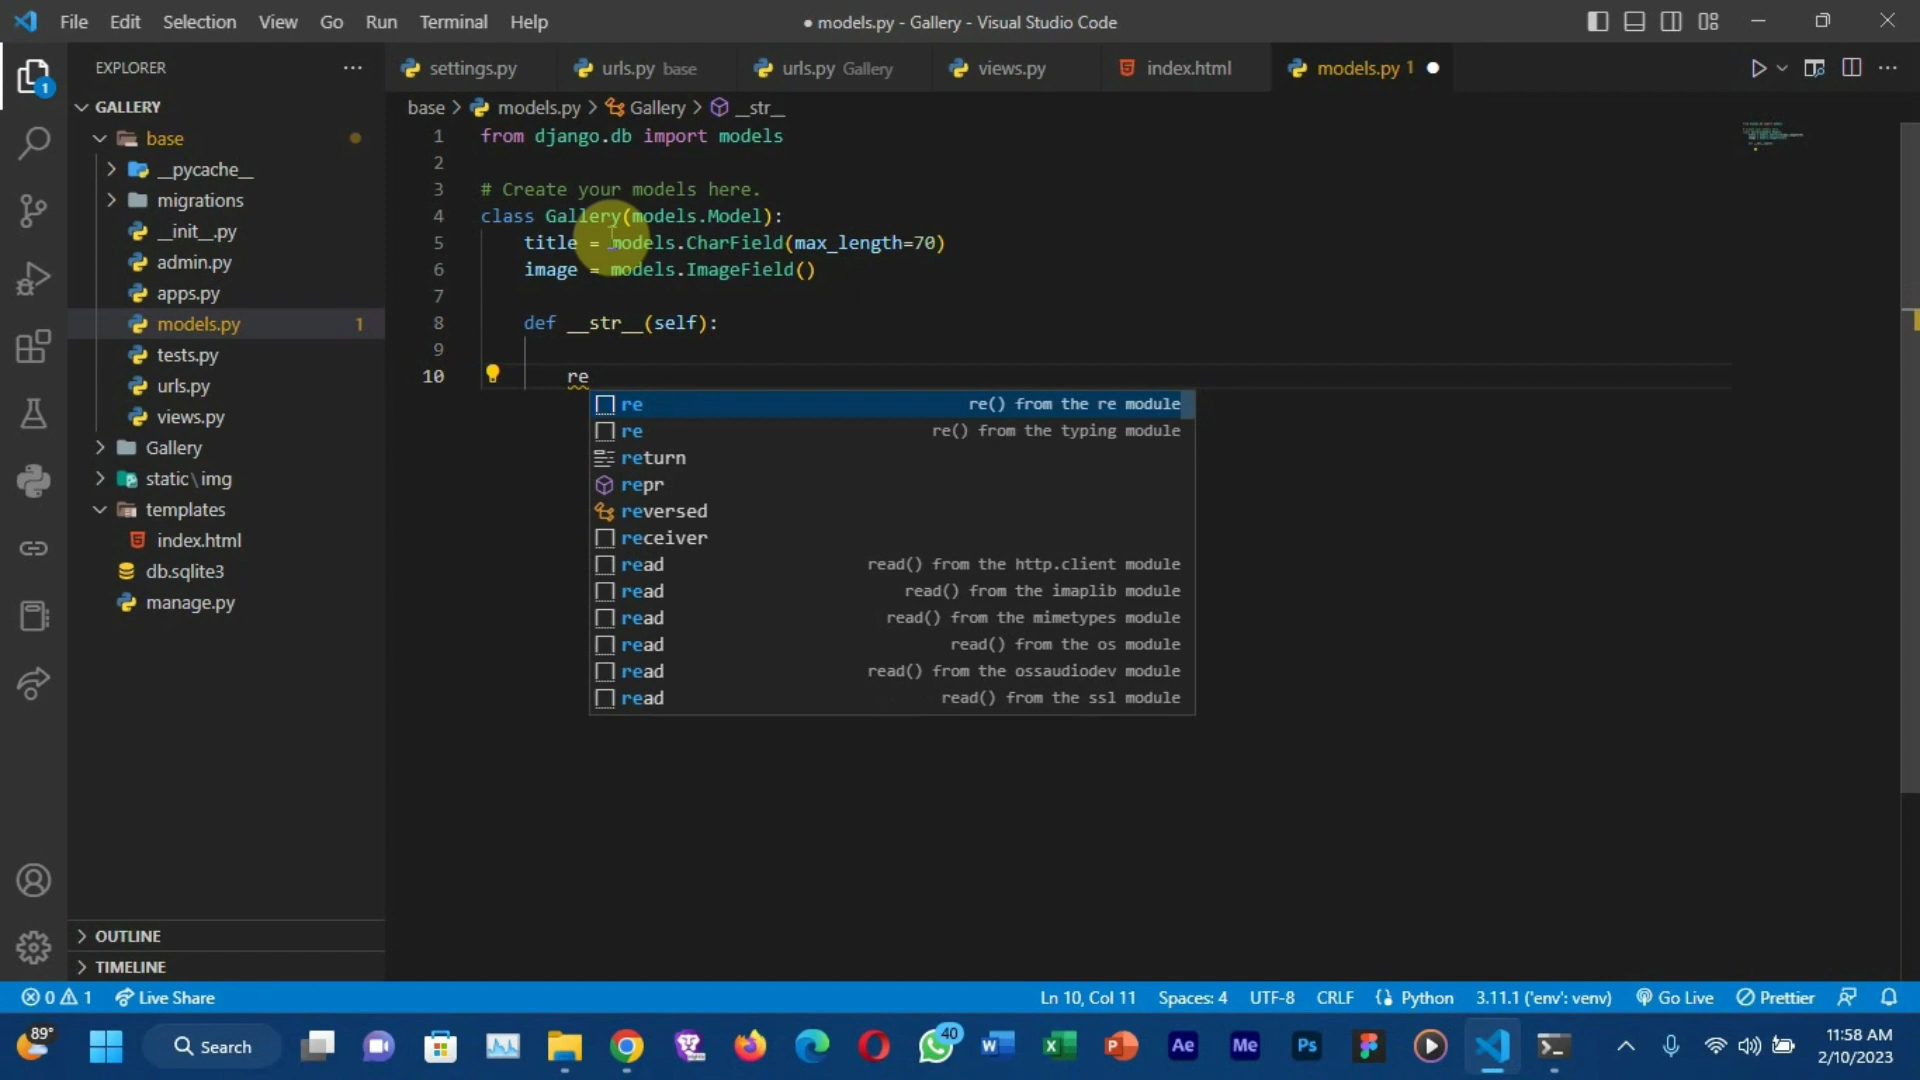 File Edit Selection View Go Run Terminal Help
● models.py - Gallery - Visual Studio Code
EXPLORER
settings.py
urls.py base
urls.py Gallery
views.py
index.html
models.py 1
1
GALLERY
base > models.py > Gallery > __str__
base
__pycache__
migrations
__init__.py
admin.py
apps.py
models.py 1
tests.py
urls.py
views.py
Gallery
static\img
templates
index.html
db.sqlite3
manage.py
OUTLINE
TIMELINE
1 from django.db import models
2
3 # Create your models here.
4 class Gallery(models.Model):
5 title = models.CharField(max_length=70)
6 image = models.ImageField()
7
8 def __str__(self):
9
10 re
re re() from the re module
re re() from the typing module
return
repr
reversed
receiver
read read() from the http.client module
read read() from the imaplib module
read read() from the mimetypes module
read read() from the os module
read read() from the ossaudiodev module
read read() from the ssl module
0 1 Live Share
Ln 10, Col 11 Spaces: 4 UTF-8 CRLF Python 3.11.1 ('env': venv) Go Live Prettier
89°
Search
40
Ae
Me
Ps
11:58 AM
2/10/2023